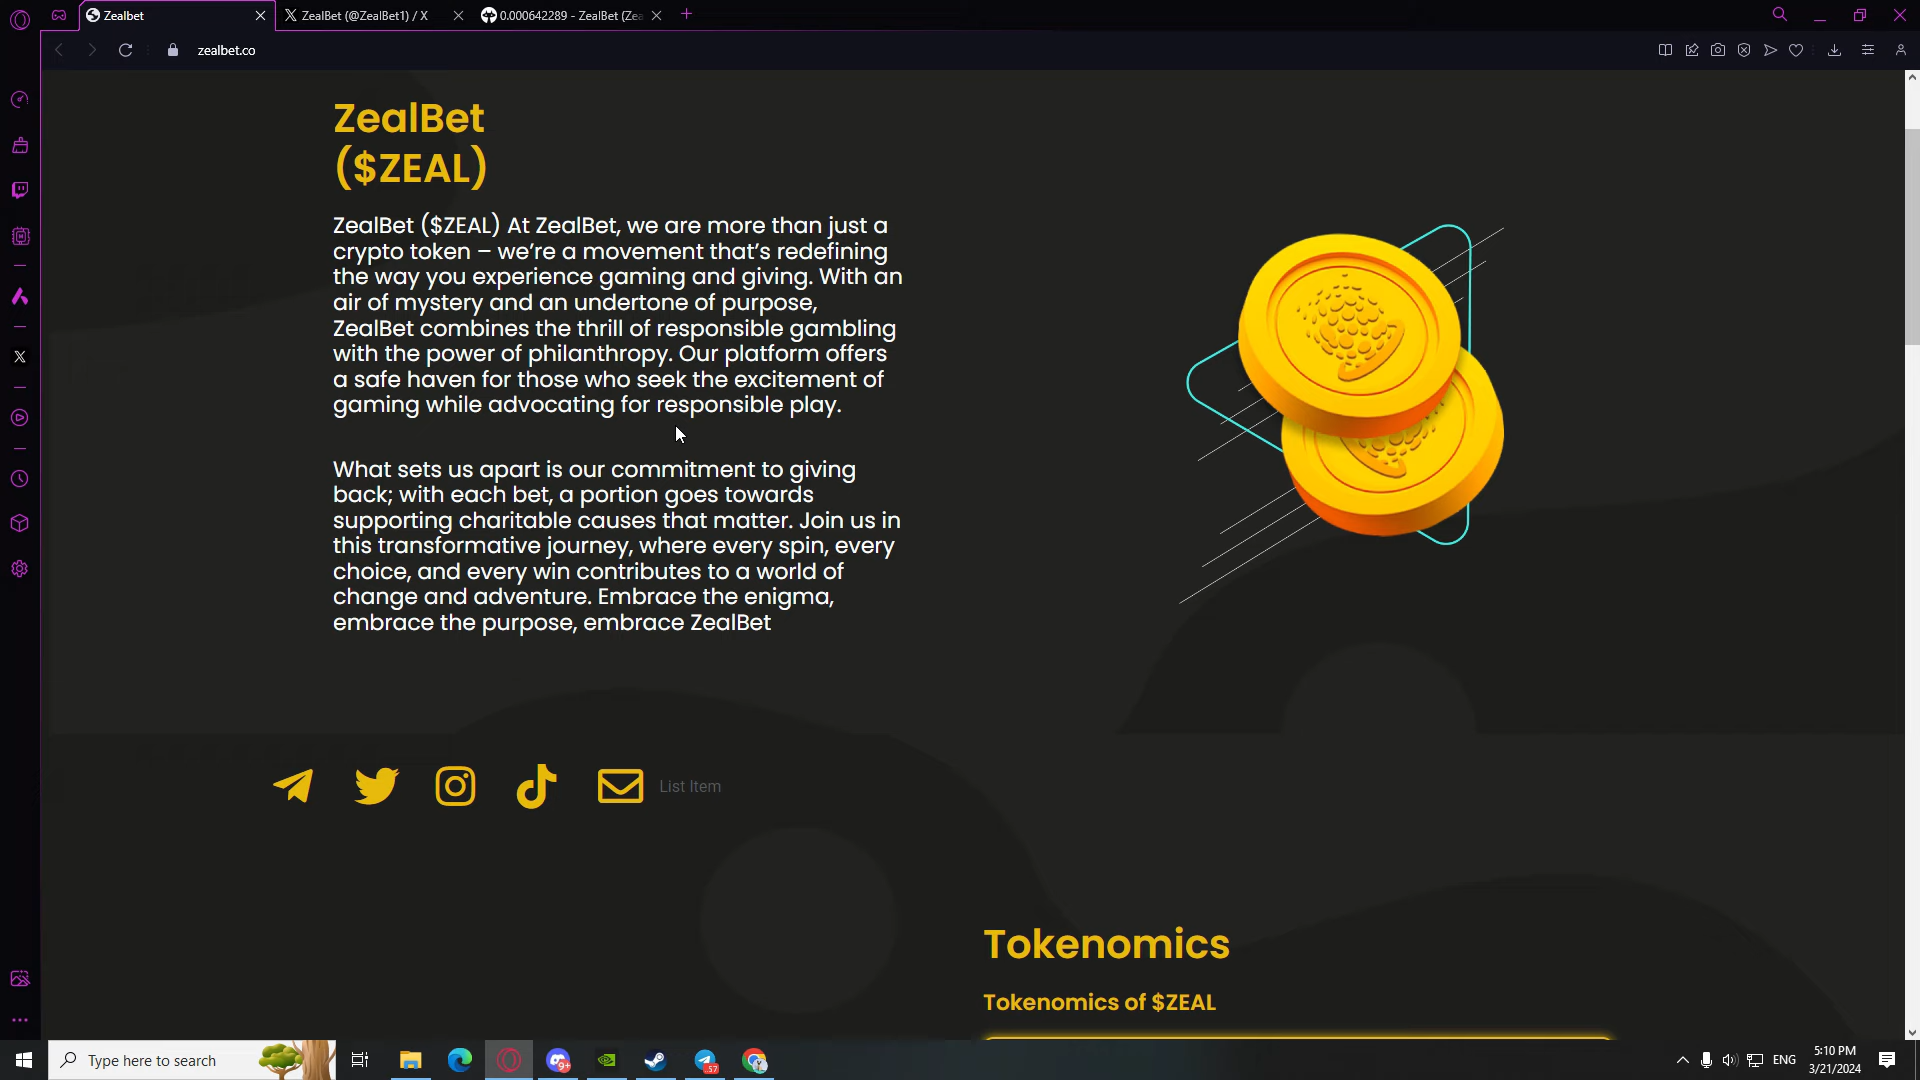 Zealbet
ZealBet (@ZealBet1) / X
0.000642289 - ZealBet (Zea
zealbet.co
ZealBet
($ZEAL)
ZealBet ($ZEAL) At ZealBet, we are more than just a
crypto token – we’re a movement that’s redefining
the way you experience gaming and giving. With an
air of mystery and an undertone of purpose,
ZealBet combines the thrill of responsible gambling
with the power of philanthropy. Our platform offers
a safe haven for those who seek the excitement of
gaming while advocating for responsible play.
What sets us apart is our commitment to giving
back; with each bet, a portion goes towards
supporting charitable causes that matter. Join us in
this transformative journey, where every spin, every
choice, and every win contributes to a world of
change and adventure. Embrace the enigma,
embrace the purpose, embrace ZealBet
List Item
Tokenomics
Tokenomics of $ZEAL
Type here to search
9+
57
ENG
5:10 PM
3/21/2024